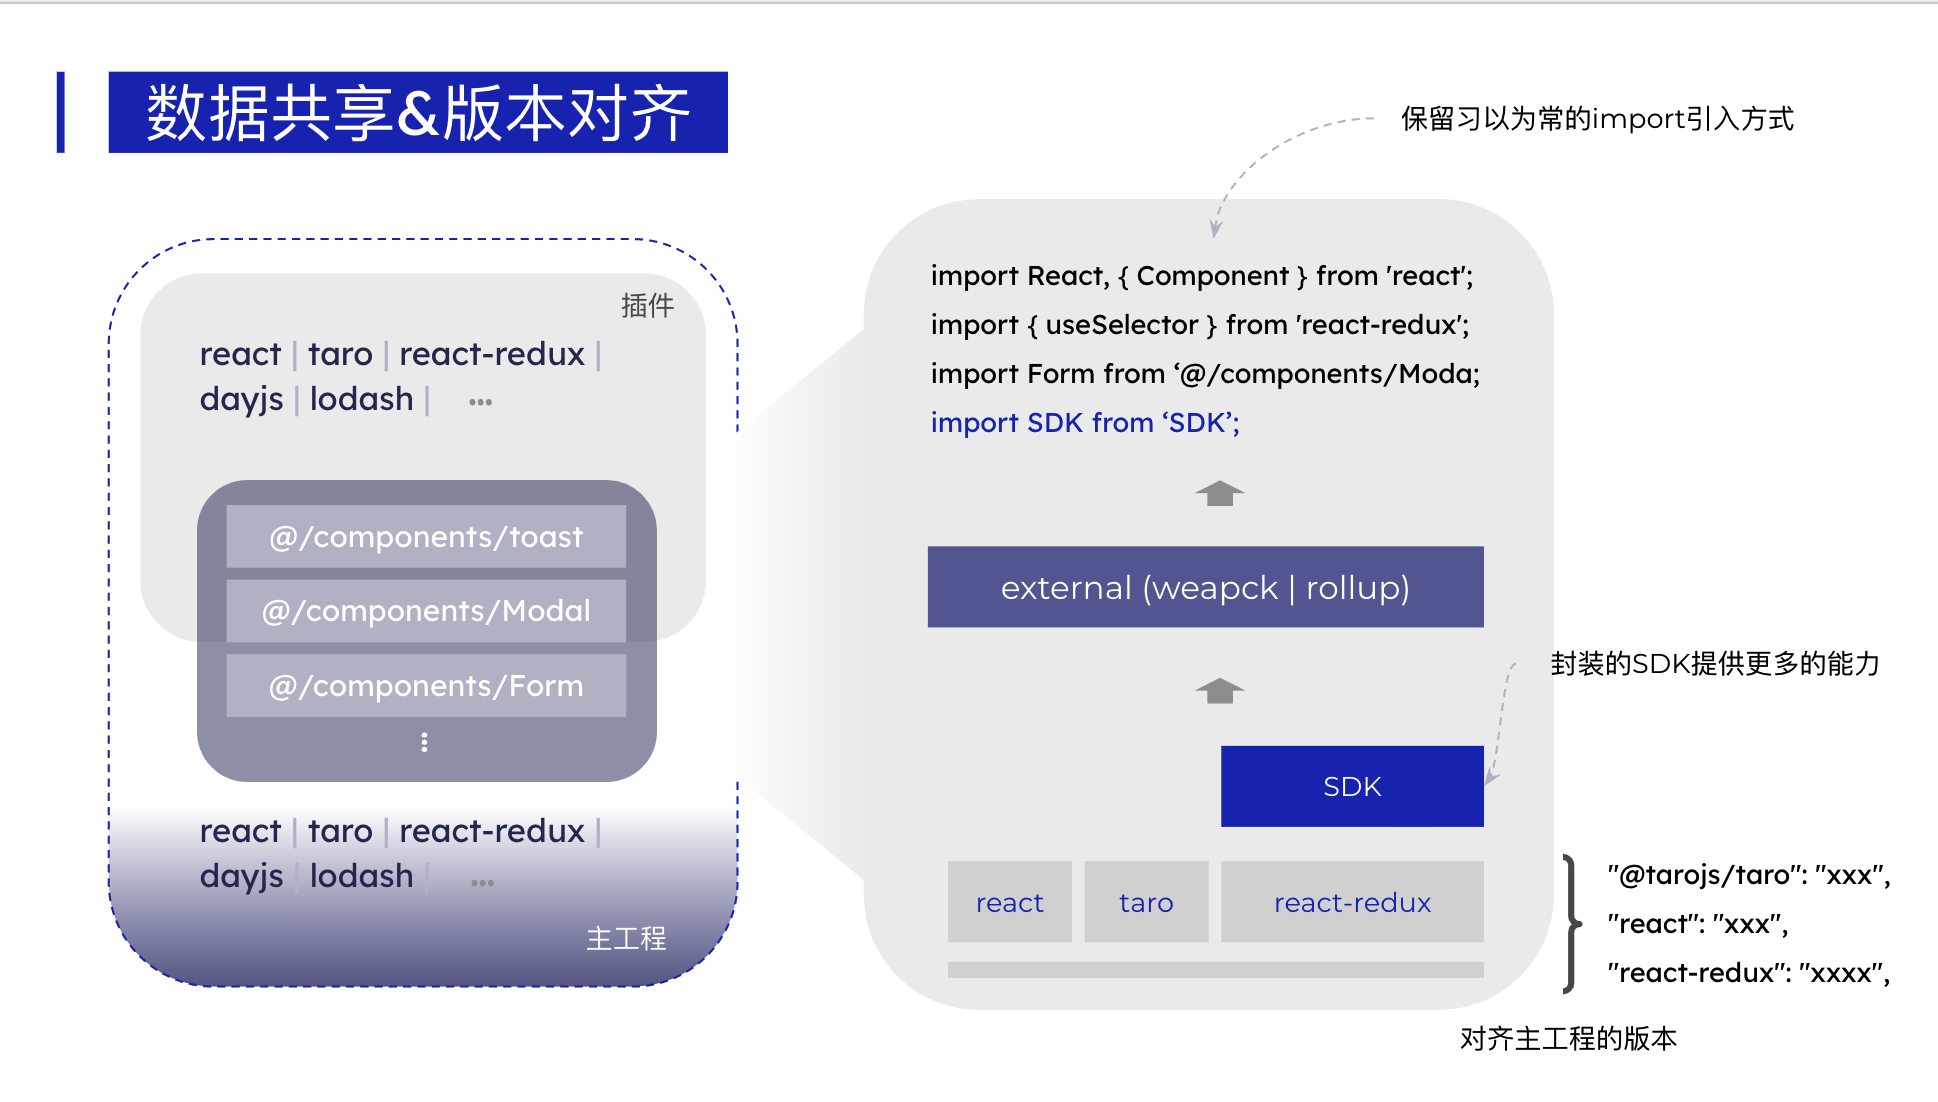 数据共享&版本对齐
保留习以为常的import引入方式
插件
react | taro | react-redux |
dayjs | lodash | ...
@/components/toast
@/components/Modal
@/components/Form
⋮
react | taro | react-redux |
dayjs | lodash | ...
主工程
import React, { Component } from 'react';
import { useSelector } from 'react-redux';
import Form from ‘@/components/Moda;
import SDK from ‘SDK’;
external (weapck | rollup)
封装的SDK提供更多的能力
SDK
react
taro
react-redux
"@tarojs/taro": "xxx",
"react": "xxx",
"react-redux": "xxxx",
对齐主工程的版本